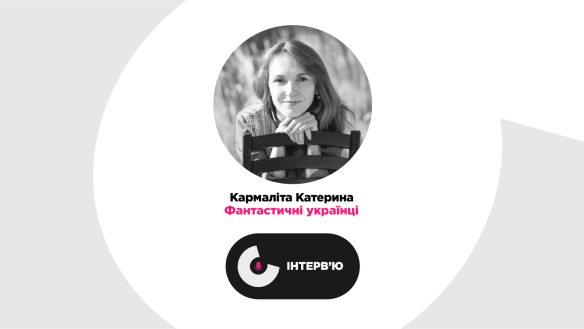 Кармаліта Катерина
Фантастичні українці
ІНТЕРВ'Ю